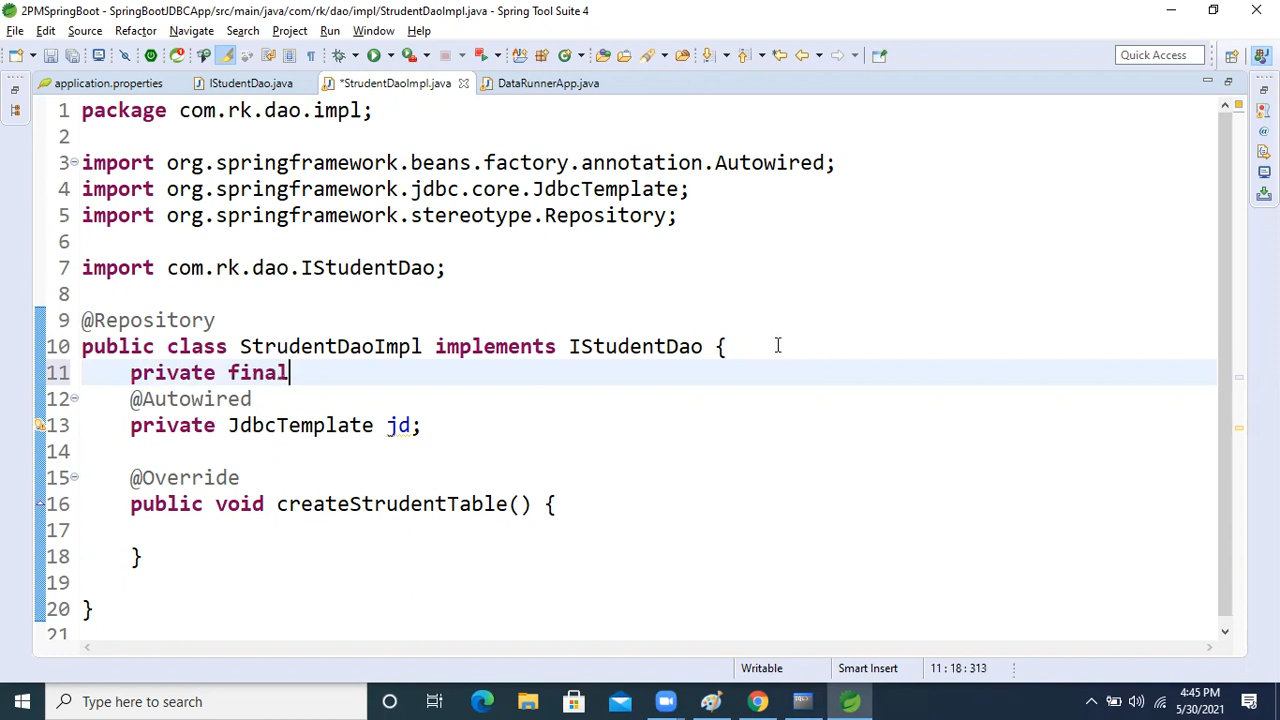 2PMSpringBoot - SpringBootJDBCApp/src/main/java/com/rk/dao/impl/StrudentDaoImpl.java - Spring Tool Suite 4
File Edit Source Refactor Navigate Search Project Run Window Help
Quick Access
application.properties IStudentDao.java *StrudentDaoImpl.java DataRunnerApp.java
1 package com.rk.dao.impl;
2
3 import org.springframework.beans.factory.annotation.Autowired;
4 import org.springframework.jdbc.core.JdbcTemplate;
5 import org.springframework.stereotype.Repository;
6
7 import com.rk.dao.IStudentDao;
8
9 @Repository
10 public class StrudentDaoImpl implements IStudentDao {
11 private final
12 @Autowired
13 private JdbcTemplate jd;
14
15 @Override
16 public void createStrudentTable() {
17
18 }
19
20 }
21
Writable Smart Insert 11 : 18 : 313
Type here to search
4:45 PM
5/30/2021